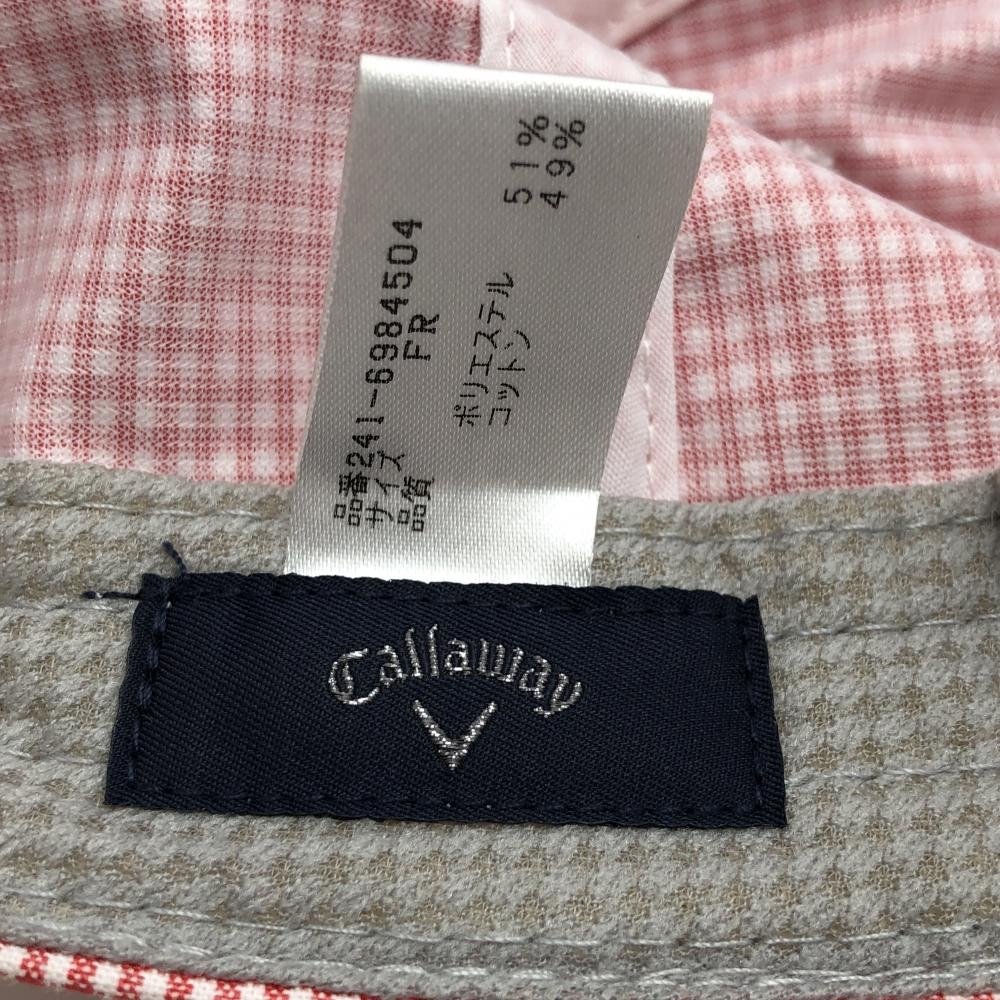 品番241-6984504
サイズ FR
品質
ポリエステル 51%
コットン 49%
Callaway